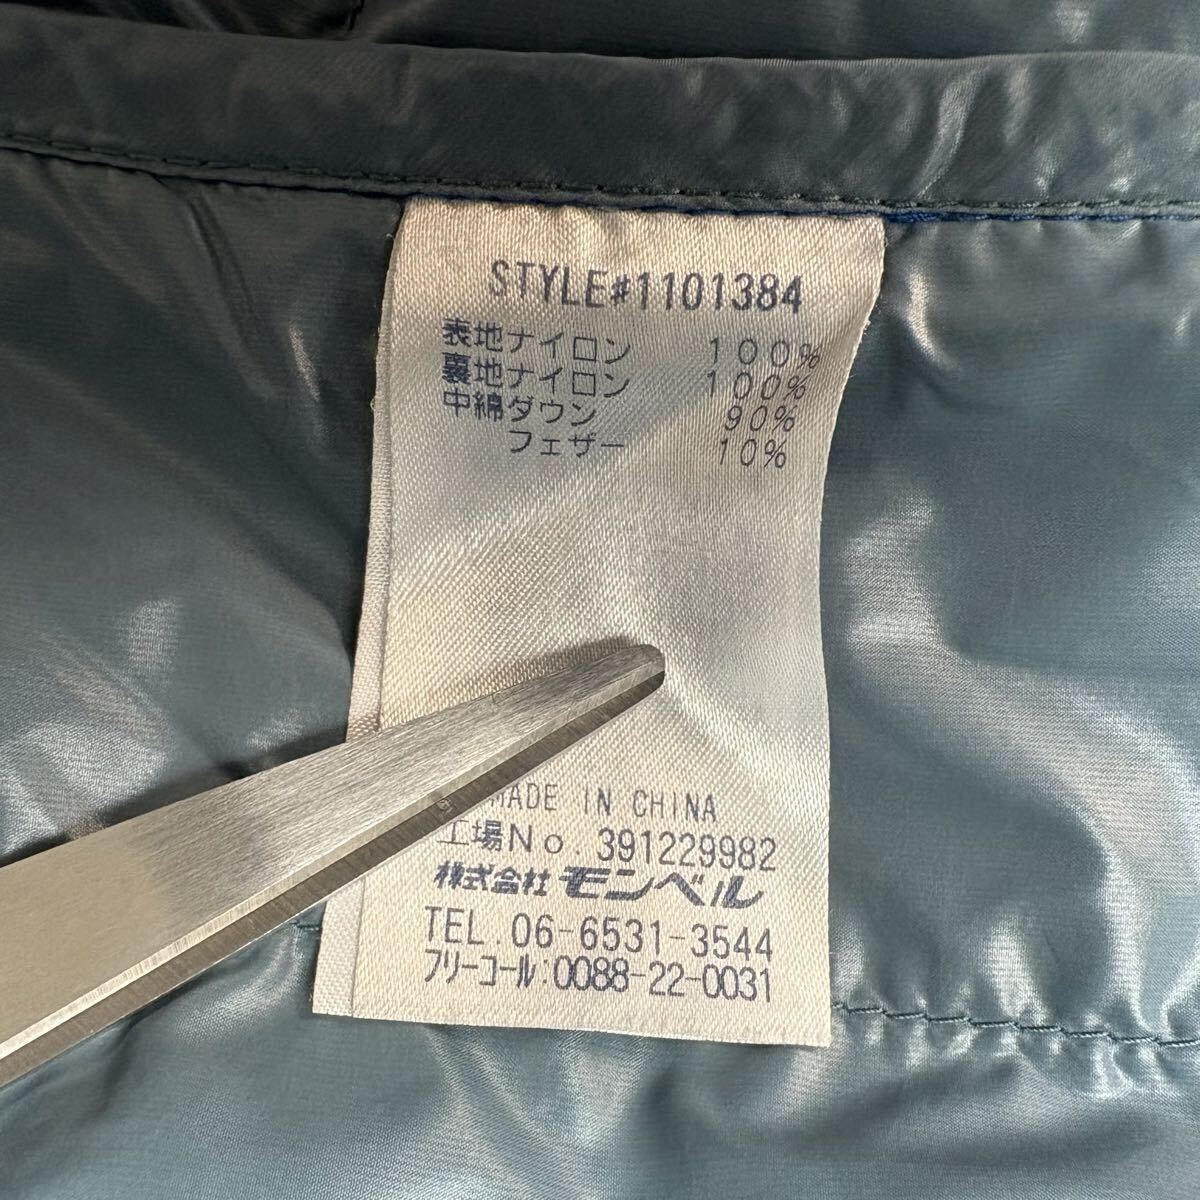 STYLE#1101384
表地ナイロン 100%
裏地ナイロン 100%
中綿ダウン 90%
フェザー 10%
MADE IN CHINA
工場No. 391229982
株式会社 モンベル
TEL. 06-6531-3544
フリーコール:0088-22-0031